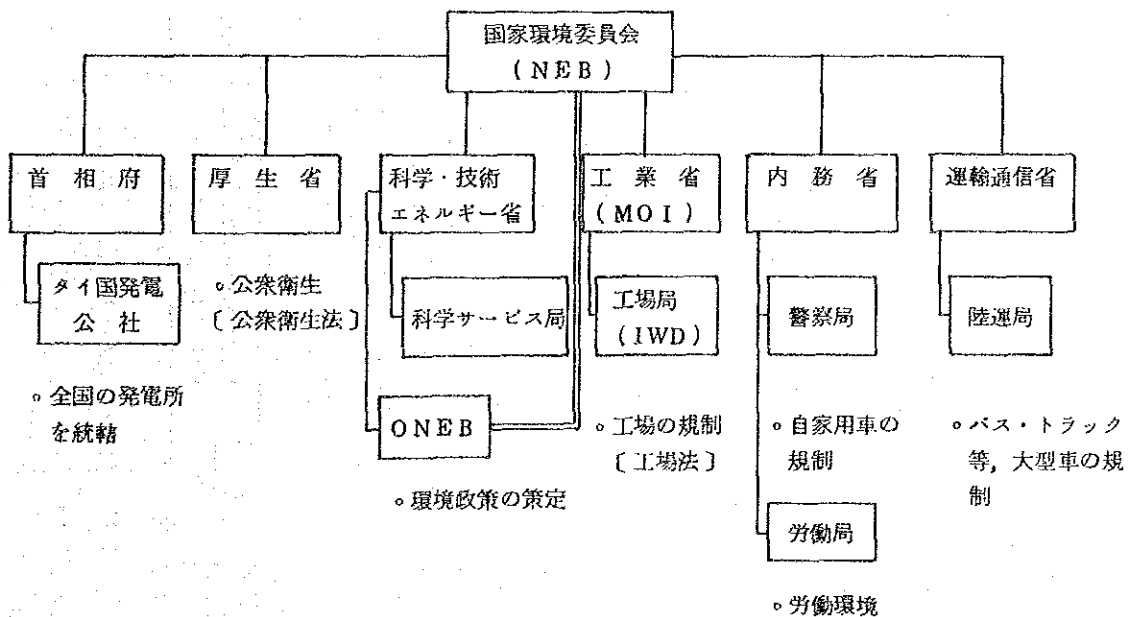 国家環境委員会
(NEB)
首相府
厚生省
科学・技術
エネルギー省
工業省
(MOI)
内務省
運輸通信省
タイ国発電
公社
。公衆衛生
〔公衆衛生法〕
科学サービス局
工場局
(IWD)
警察局
陸運局
。全国の発電所
を統轄
ONEB
。工場の規制
〔工場法〕
。自家用車の
規制
。バス・トラック
等,大型車の規
制
。環境政策の策定
労働局
。労働環境